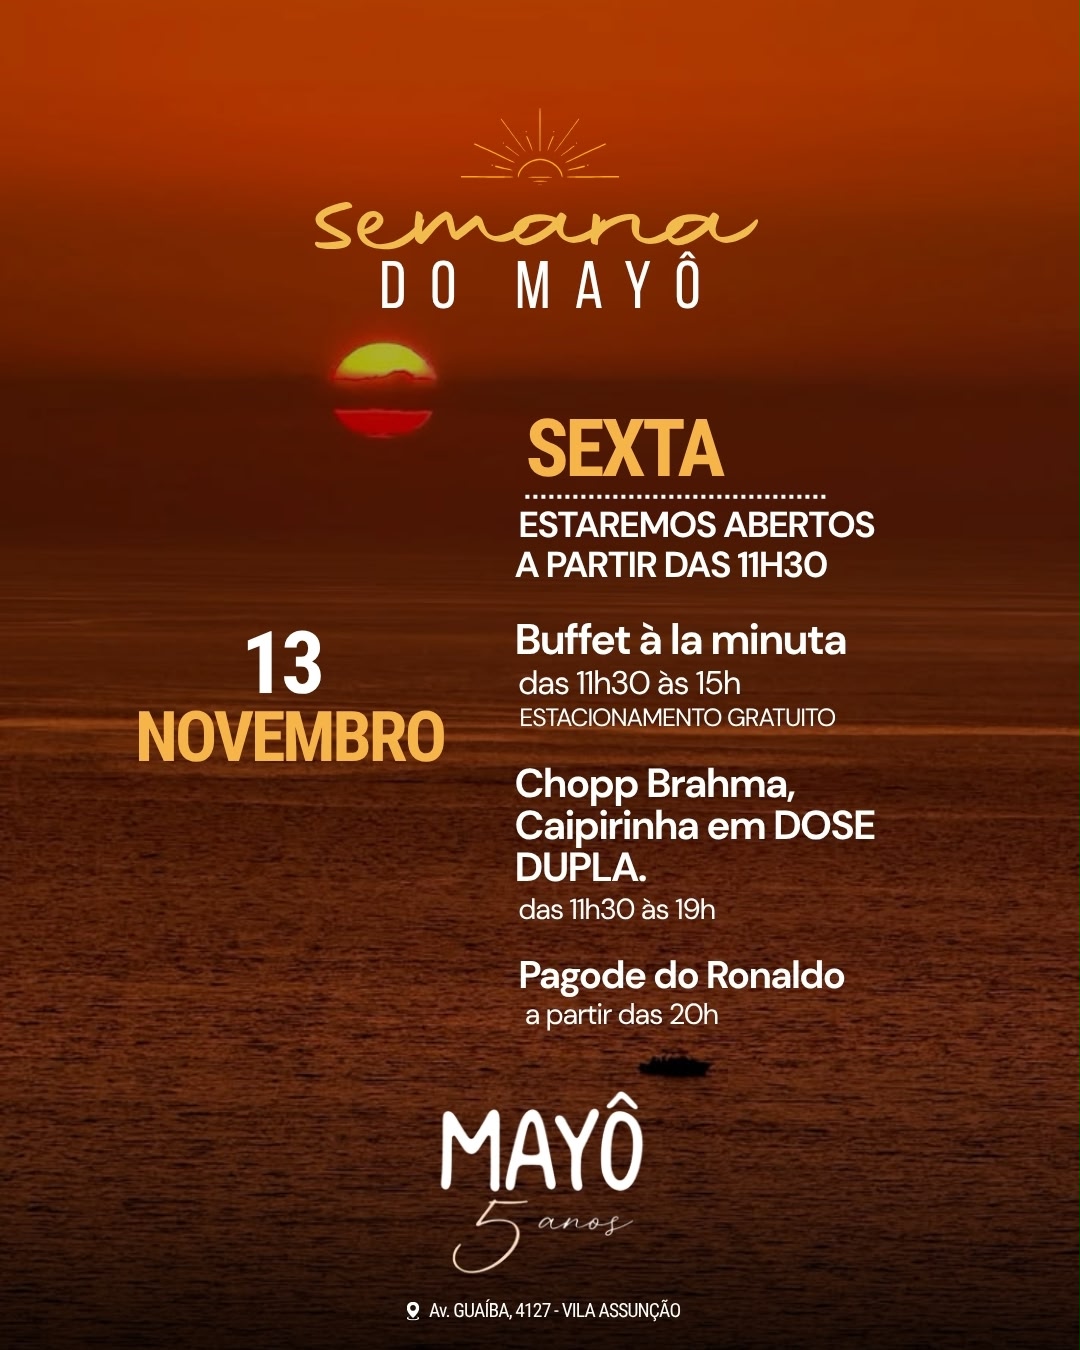 semana
DO MAYÔ
SEXTA
ESTAREMOS ABERTOS
A PARTIR DAS 11H30
13
NOVEMBRO
Buffet à la minuta
das 11h30 às 15h
ESTACIONAMENTO GRATUITO
Chopp Brahma,
Caipirinha em DOSE
DUPLA.
das 11h30 às 19h
Pagode do Ronaldo
a partir das 20h
MAYÔ
5 anos
Av. GUAÍBA, 4127 - VILA ASSUNÇÃO